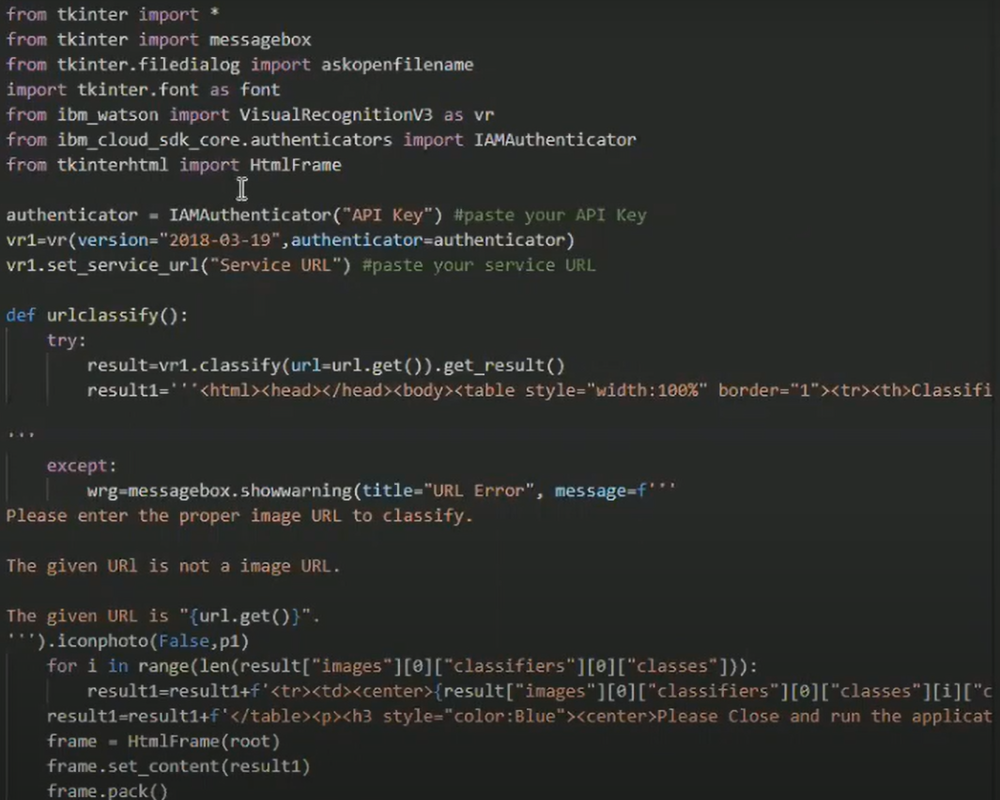 from tkinter import *
from tkinter import messagebox
from tkinter.filedialog import askopenfilename
import tkinter.font as font
from ibm_watson import VisualRecognitionV3 as vr
from ibm_cloud_sdk_core.authenticators import IAMAuthenticator
from tkinterhtml import HtmlFrame
authenticator = IAMAuthenticator("API Key") #paste your API Key
vr1=vr(version="2018-03-19",authenticator=authenticator)
vr1.set_service_url("Service URL") #paste your service URL
def urlclassify():
    try:
        result=vr1.classify(url=url.get()).get_result()
        result1='''<html><head></head><body><table style="width:100%" border="1"><tr><th>Classifi
'''
    except:
        wrg=messagebox.showwarning(title="URL Error", message=f'''
Please enter the proper image URL to classify.
The given URl is not a image URL.
The given URL is "{url.get()}".
''').iconphoto(False,p1)
    for i in range(len(result["images"][0]["classifiers"][0]["classes"])):
        result1=result1+f'<tr><td><center>{result["images"][0]["classifiers"][0]["classes"][i]["c
    result1=result1+f'</table><p><h3 style="color:Blue"><center>Please Close and run the applicat
    frame = HtmlFrame(root)
    frame.set_content(result1)
    frame.pack()